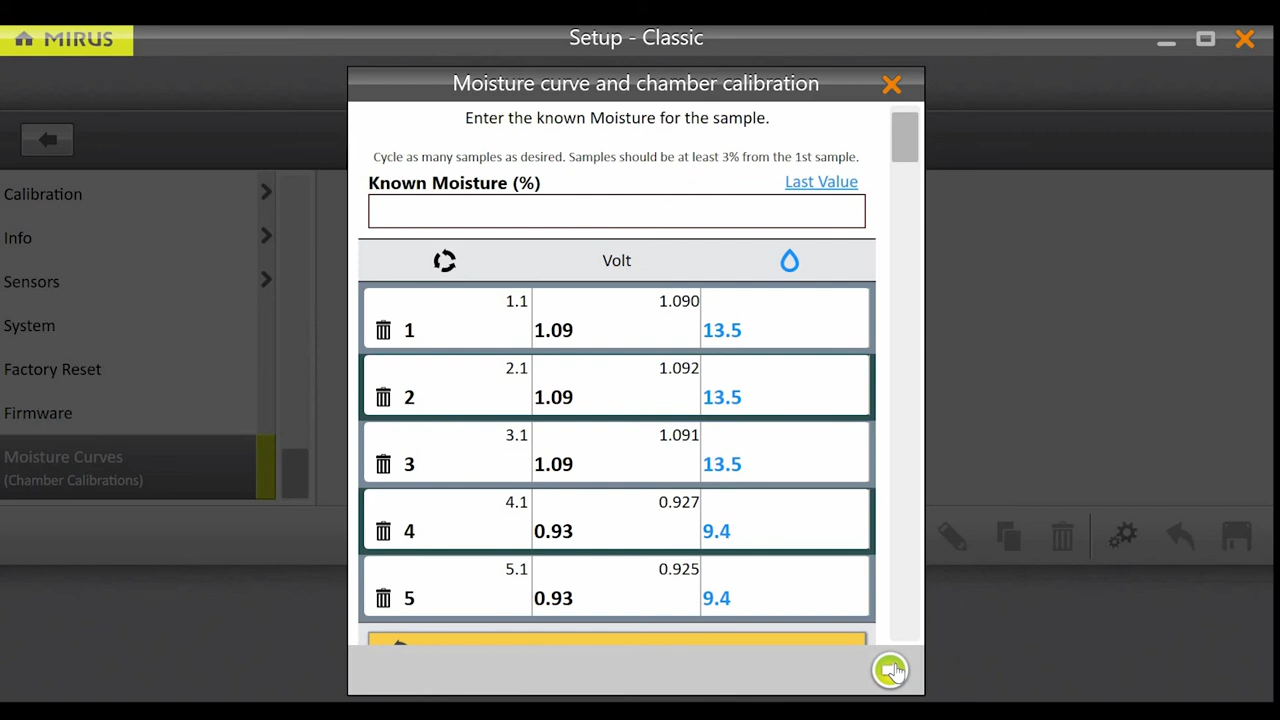 MIRUS
Setup - Classic
Moisture curve and chamber calibration
Enter the known Moisture for the sample.
Cycle as many samples as desired. Samples should be at least 3% from the 1st sample.
Known Moisture (%)
Last Value
Volt
1.1 1.090
1 1.09 13.5
2.1 1.092
2 1.09 13.5
3.1 1.091
3 1.09 13.5
4.1 0.927
4 0.93 9.4
5.1 0.925
5 0.93 9.4
Calibration
Info
Sensors
System
Factory Reset
Firmware
Moisture Curves
(Chamber Calibrations)